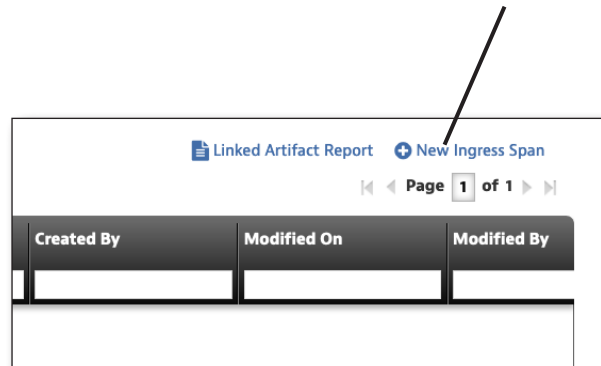 Linked Artifact Report New Ingress Span
Page 1 of 1
Created By Modified On Modified By